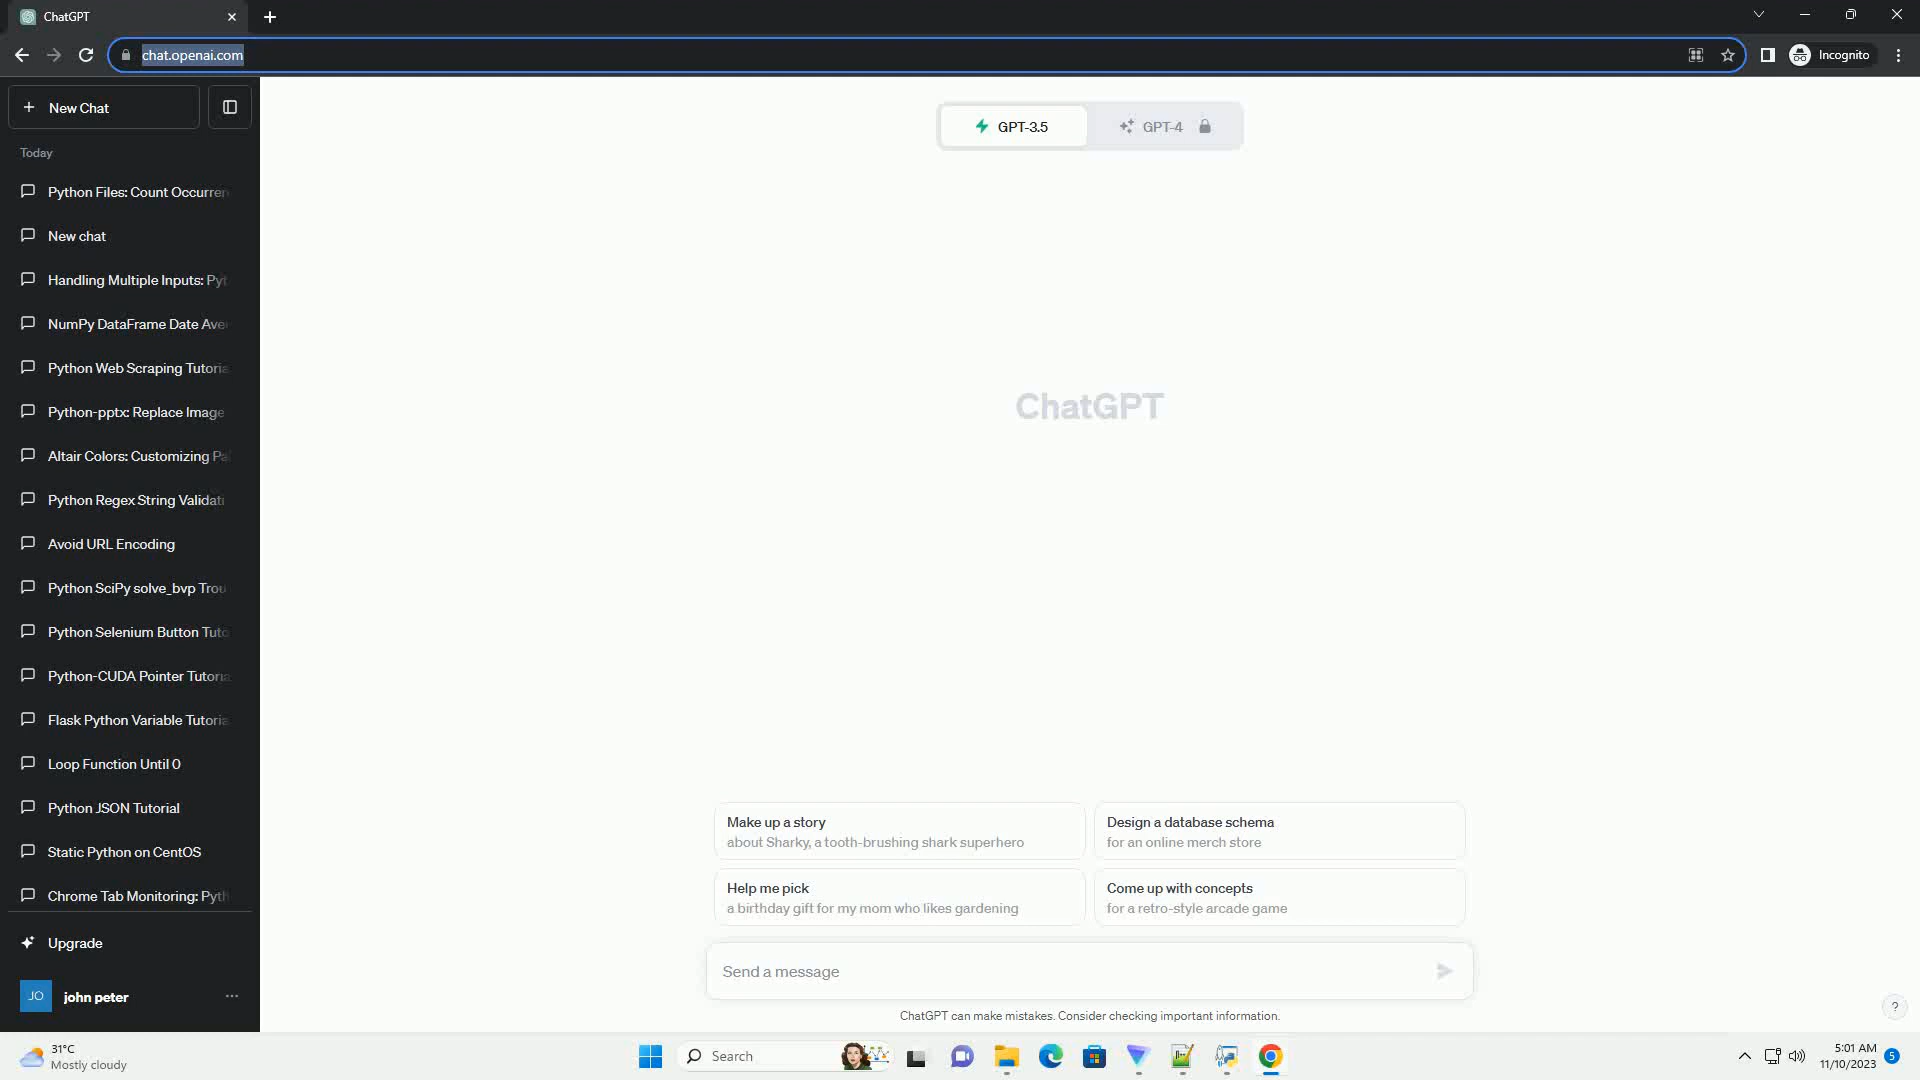 ChatGPT
chat.openai.com
Incognito
New Chat
GPT-3.5
GPT-4
Today
Python Files: Count Occurren
New chat
Handling Multiple Inputs: Pyt
NumPy DataFrame Date Ave
Python Web Scraping Tutoria
Python-pptx: Replace Image
Altair Colors: Customizing Pa
Python Regex String Validati
Avoid URL Encoding
Python SciPy solve_bvp Trou
Python Selenium Button Tuto
Python-CUDA Pointer Tutoria
Flask Python Variable Tutoria
Loop Function Until 0
Python JSON Tutorial
Static Python on CentOS
Chrome Tab Monitoring: Pyth
Upgrade
JO
john peter
ChatGPT
Make up a story
about Sharky, a tooth-brushing shark superhero
Design a database schema
for an online merch store
Help me pick
a birthday gift for my mom who likes gardening
Come up with concepts
for a retro-style arcade game
Send a message
ChatGPT can make mistakes. Consider checking important information.
?
31°C
Mostly cloudy
Search
5:01 AM
11/10/2023
5